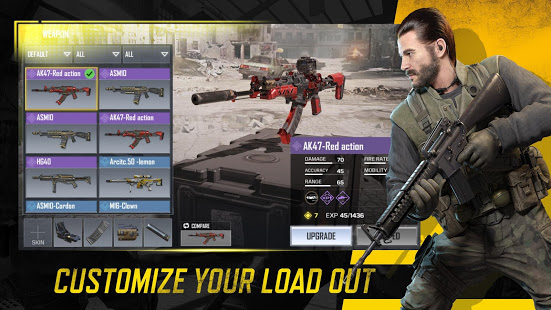 WEAPON
DEFAULT ALL ALL
AK47-Red action ASM10
ASM10 AK47-Red action
HG40 Arcitc.50 -lemon
ASM10-Cardon M16-Clown
SKIN
COMPARE
AK47-Red action
DAMAGE 70 FIRE RATE
ACCURACY 45 MOBILITY
RANGE 65
7 EXP 45/1436
UPGRADE
CUSTOMIZE YOUR LOAD OUT